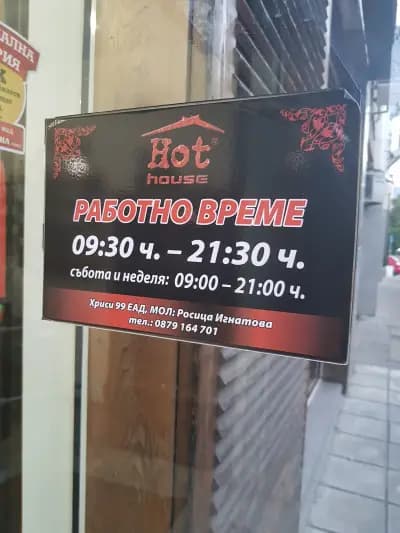 Hot
house
РАБОТНО ВРЕМЕ
09:30 ч. – 21:30 ч.
събота и неделя: 09:00 – 21:00 ч.
Хриси 99 ЕАД, МОЛ: Росица Игнатова
тел.: 0879 164 701